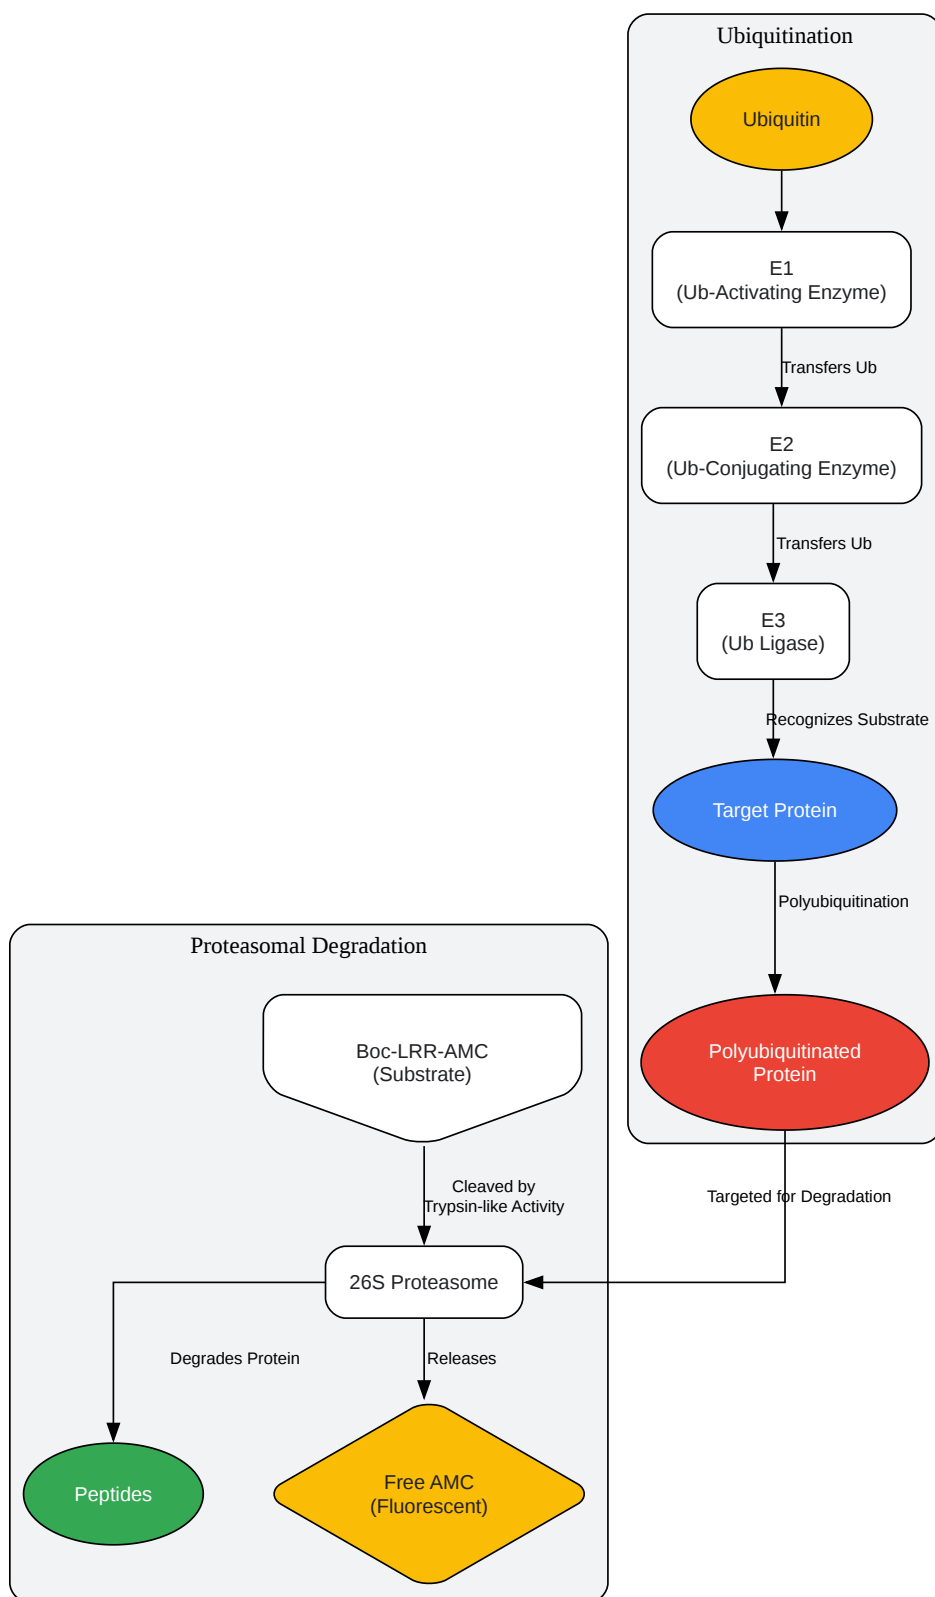 Ubiquitination
Ubiquitin
E1
(Ub-Activating Enzyme)
Transfers Ub
E2
(Ub-Conjugating Enzyme)
Transfers Ub
E3
(Ub Ligase)
Recognizes Substrate
Target Protein
Polyubiquitination
Polyubiquitinated
Protein
Targeted for Degradation
Proteasomal Degradation
Boc-LRR-AMC
(Substrate)
Cleaved by
Trypsin-like Activity
26S Proteasome
Degrades Protein
Releases
Peptides
Free AMC
(Fluorescent)